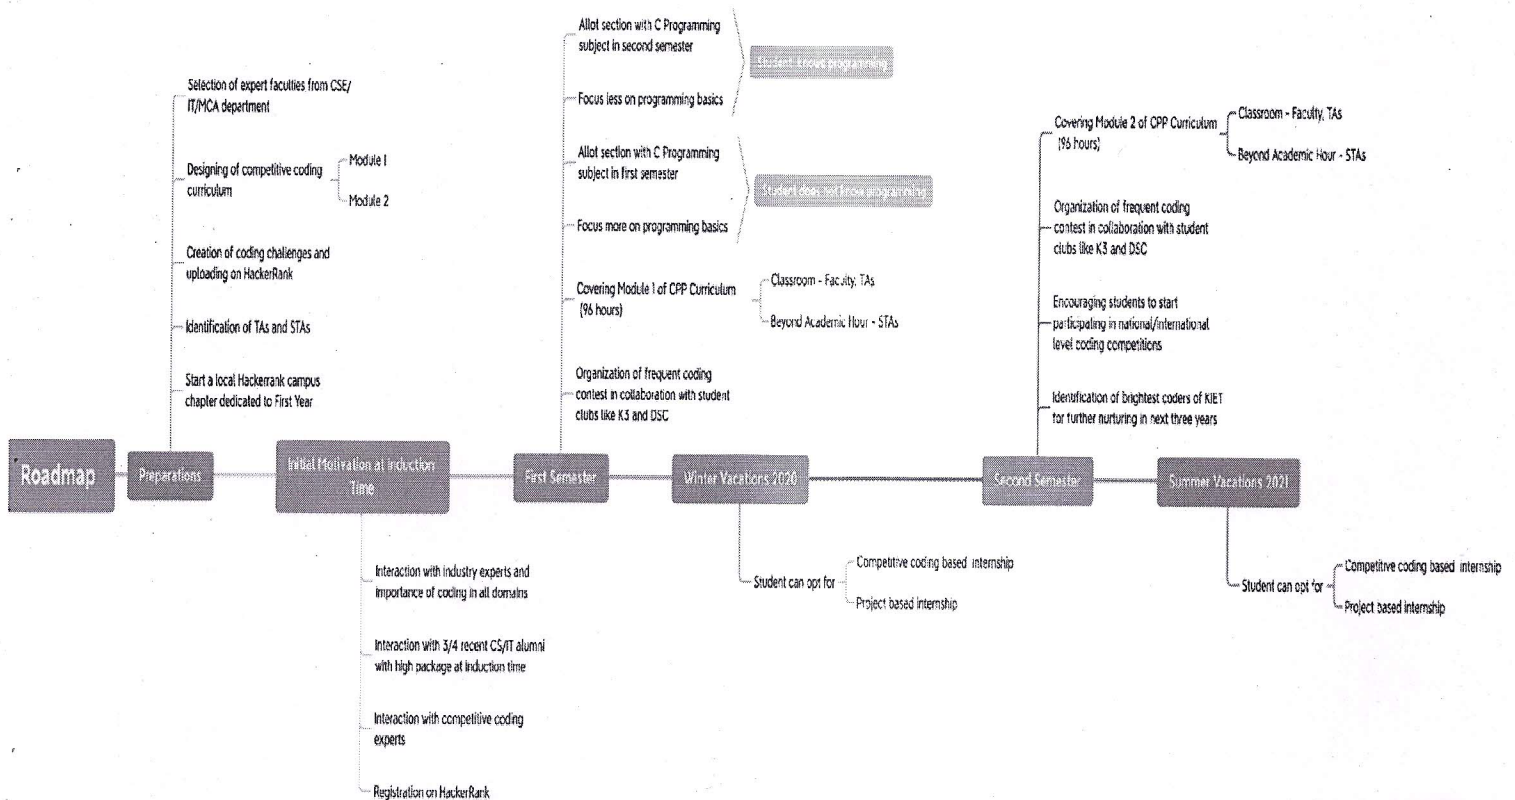 Roadmap
Preparations
Selection of expert faculties from CSE/
IT/MCA department
Designing of competitive coding
curriculum
Module 1
Module 2
Creation of coding challenges and
uploading on HackerRank
Identification of TAs and STAs
Start a local Hackerrank campus
chapter dedicated to First Year
Initial Motivation at induction
Time
Interaction with industry experts and
importance of coding in all domains
Interaction with 3/4 recent CS/IT alumni
with high package at induction time
Interaction with competitive coding
experts
Registration on HackerRank
First Semester
Allot section with C Programming
subject in second semester
Focus less on programming basics
Student knows programming
Allot section with C Programming
subject in first semester
Focus more on programming basics
Student does not know programming
Covering Module 1 of CPP Curriculum
(96 hours)
Classroom - Faculty, TAs
Beyond Academic Hour - STAs
Organization of frequent coding
contest in collaboration with student
clubs like K3 and DSC
Winter Vacations 2020
Student can opt for
Competitive coding based internship
Project based internship
Second Semester
Covering Module 2 of CPP Curriculum
(96 hours)
Classroom - Faculty, TAs
Beyond Academic Hour - STAs
Organization of frequent coding
contest in collaboration with student
clubs like K3 and DSC
Encouraging students to start
participating in national/international
level coding competitions
Identification of brightest coders of KIET
for further nurturing in next three years
Summer Vacations 2021
Student can opt for
Competitive coding based internship
Project based internship